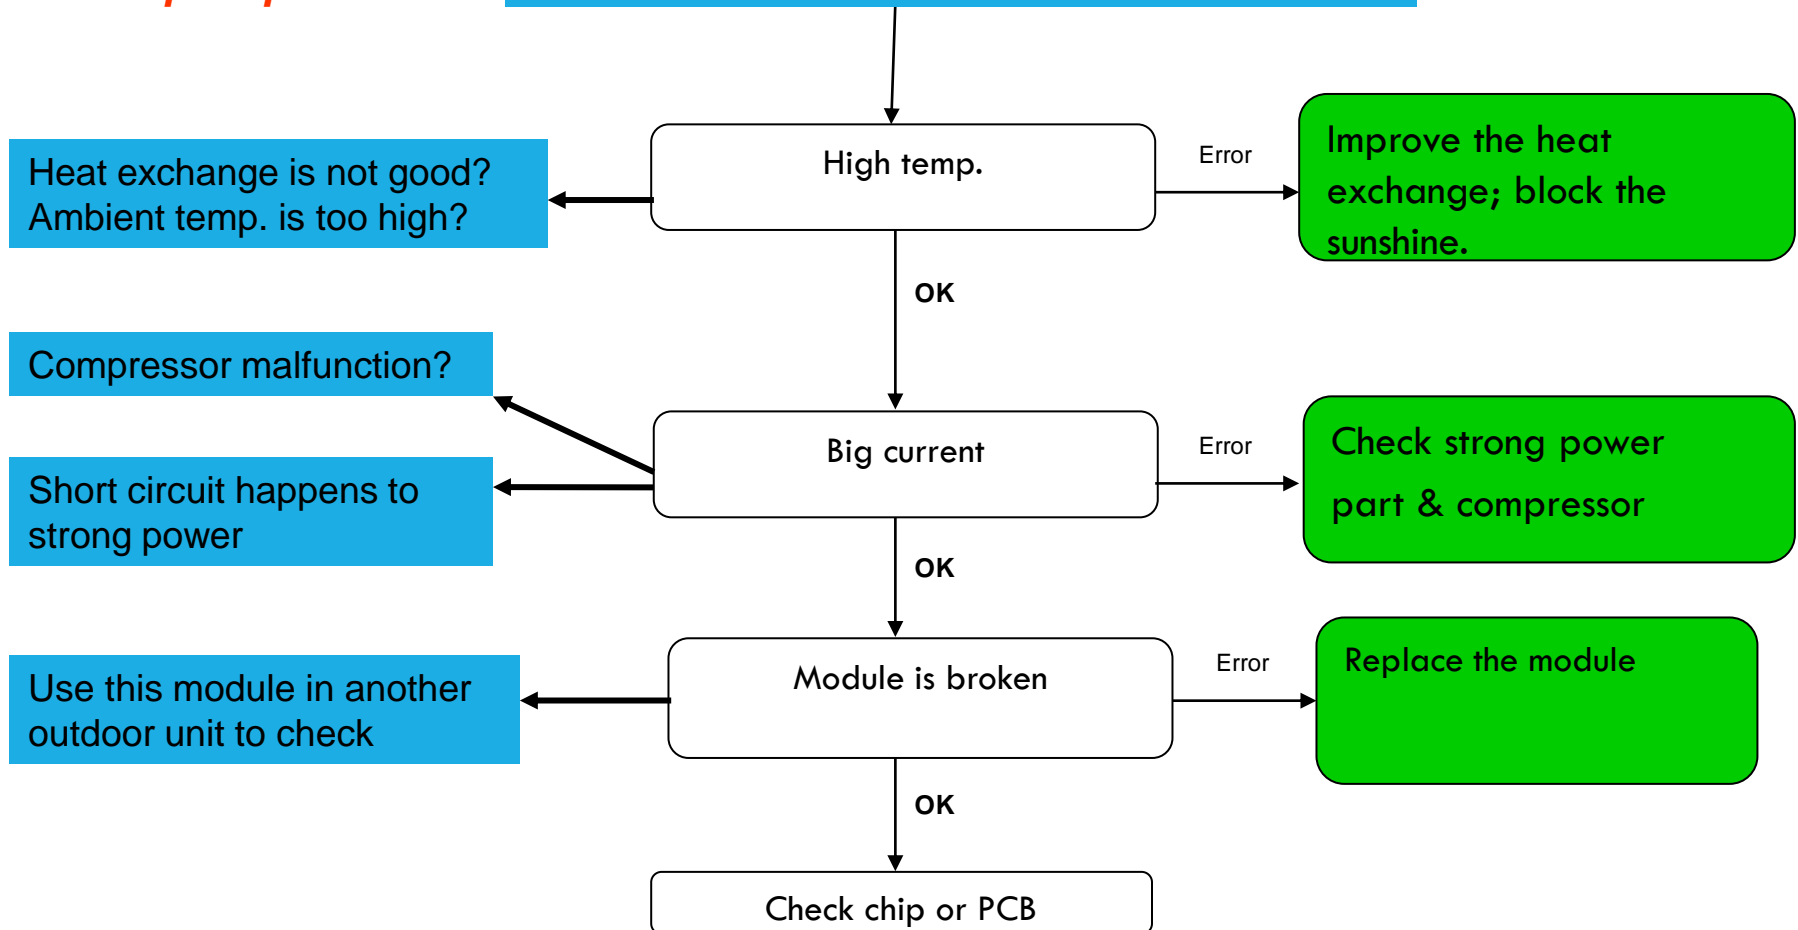 High temp.
Error
Improve the heat
exchange; block the
sunshine.
Heat exchange is not good?
Ambient temp. is too high?
OK
Compressor malfunction?
Big current
Error
Check strong power
part & compressor
Short circuit happens to
strong power
OK
Module is broken
Error
Replace the module
Use this module in another
outdoor unit to check
OK
Check chip or PCB